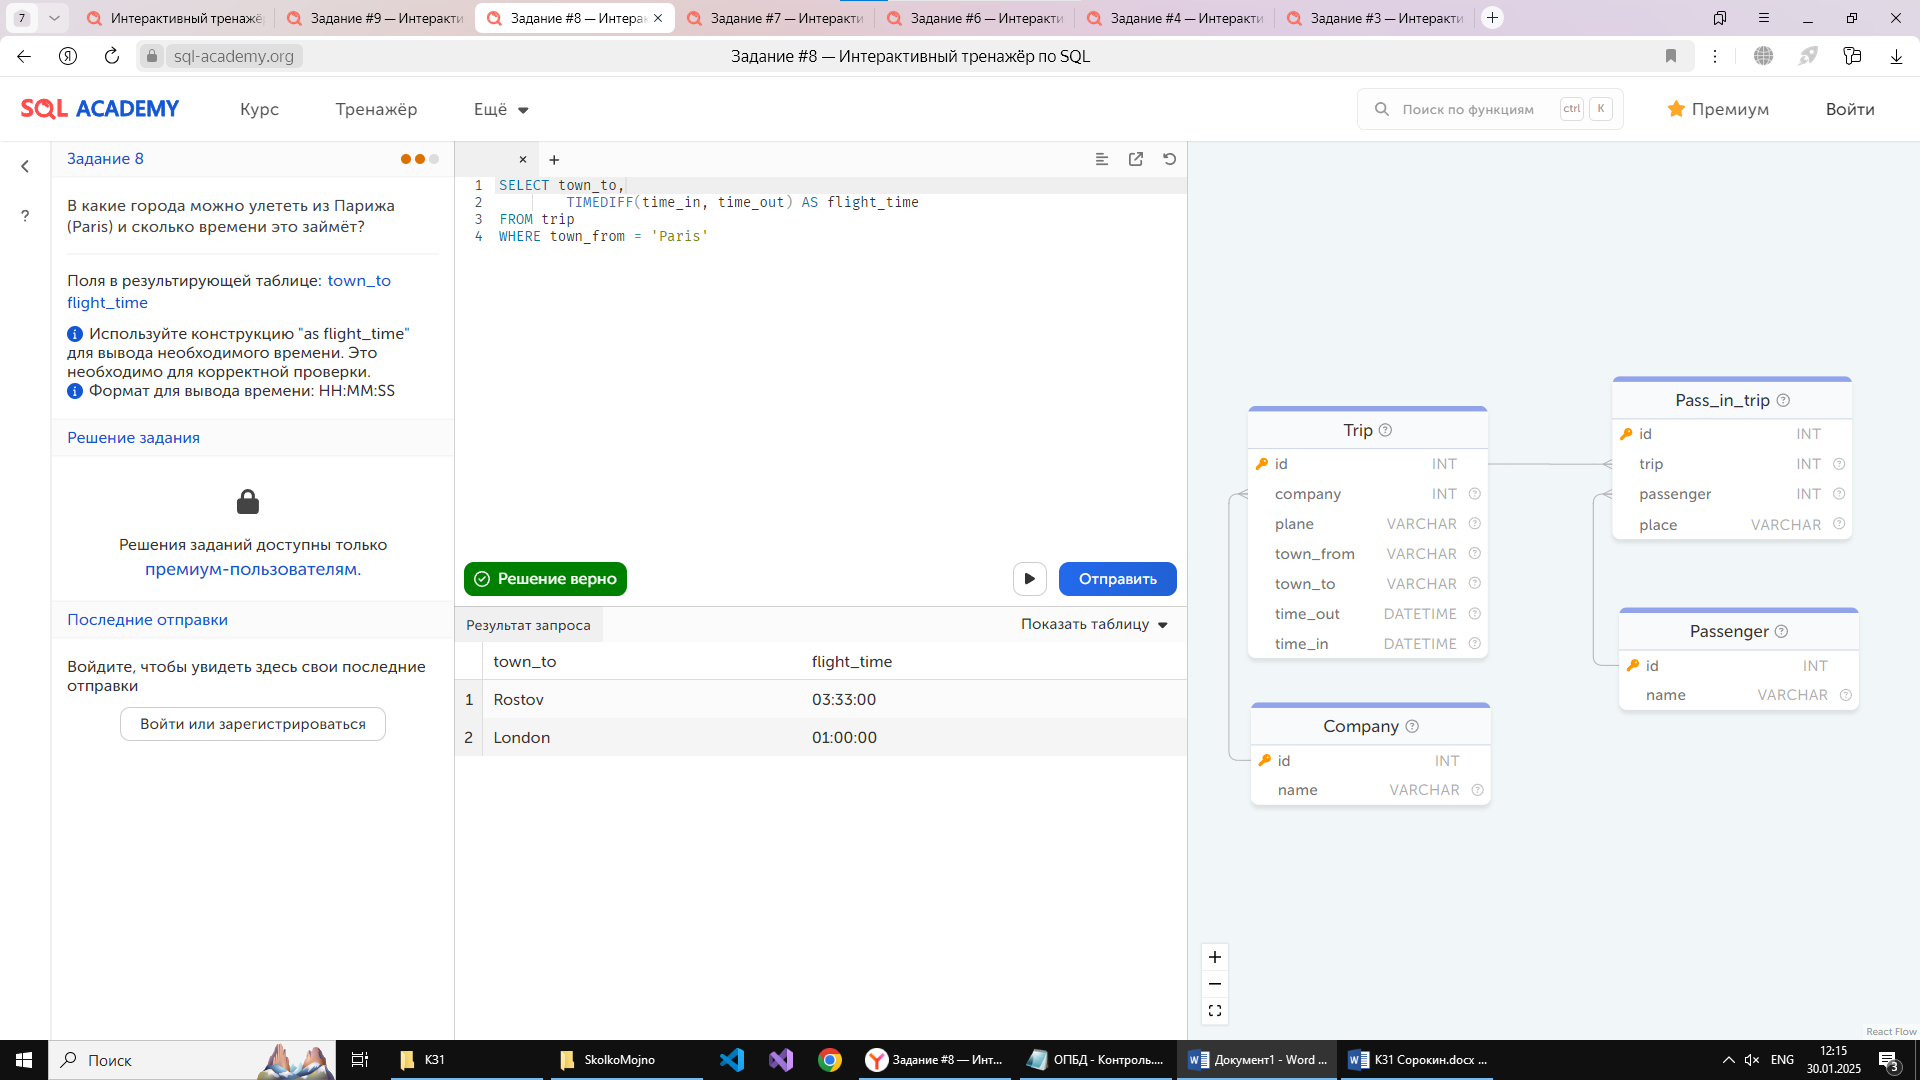 7
Интерактивный тренажё
Задание #9 — Интеракти
Задание #8 — Интерак
Задание #7 — Интеракти
Задание #6 — Интеракти
Задание #4 — Интеракти
Задание #3 — Интеракти
sql-academy.org
Задание #8 — Интерактивный тренажёр по SQL
SQL ACADEMY
Курс
Тренажёр
Ещё
Поиск по функциям
ctrl
K
Премиум
Войти
Задание 8
?
В какие города можно улететь из Парижа
(Paris) и сколько времени это займёт?
Поля в результирующей таблице: town_to
flight_time
Используйте конструкцию "as flight_time"
для вывода необходимого времени. Это
необходимо для корректной проверки.
Формат для вывода времени: HH:MM:SS
Решение задания
Решения заданий доступны только
премиум-пользователям.
Последние отправки
Войдите, чтобы увидеть здесь свои последние
отправки
Войти или зарегистрироваться
1 SELECT town_to,
2 TIMEDIFF(time_in, time_out) AS flight_time
3 FROM trip
4 WHERE town_from = 'Paris'
Решение верно
Отправить
Результат запроса
Показать таблицу
town_to flight_time
1 Rostov 03:33:00
2 London 01:00:00
Trip
id INT
company INT
plane VARCHAR
town_from VARCHAR
town_to VARCHAR
time_out DATETIME
time_in DATETIME
Pass_in_trip
id INT
trip INT
passenger INT
place VARCHAR
Passenger
id INT
name VARCHAR
Company
id INT
name VARCHAR
React Flow
Поиск
К31
SkolkoMojno
Задание #8 — Инт...
ОПБД - Контроль....
Документ1 - Word ...
К31 Сорокин.docx ...
ENG
12:15
30.01.2025
3